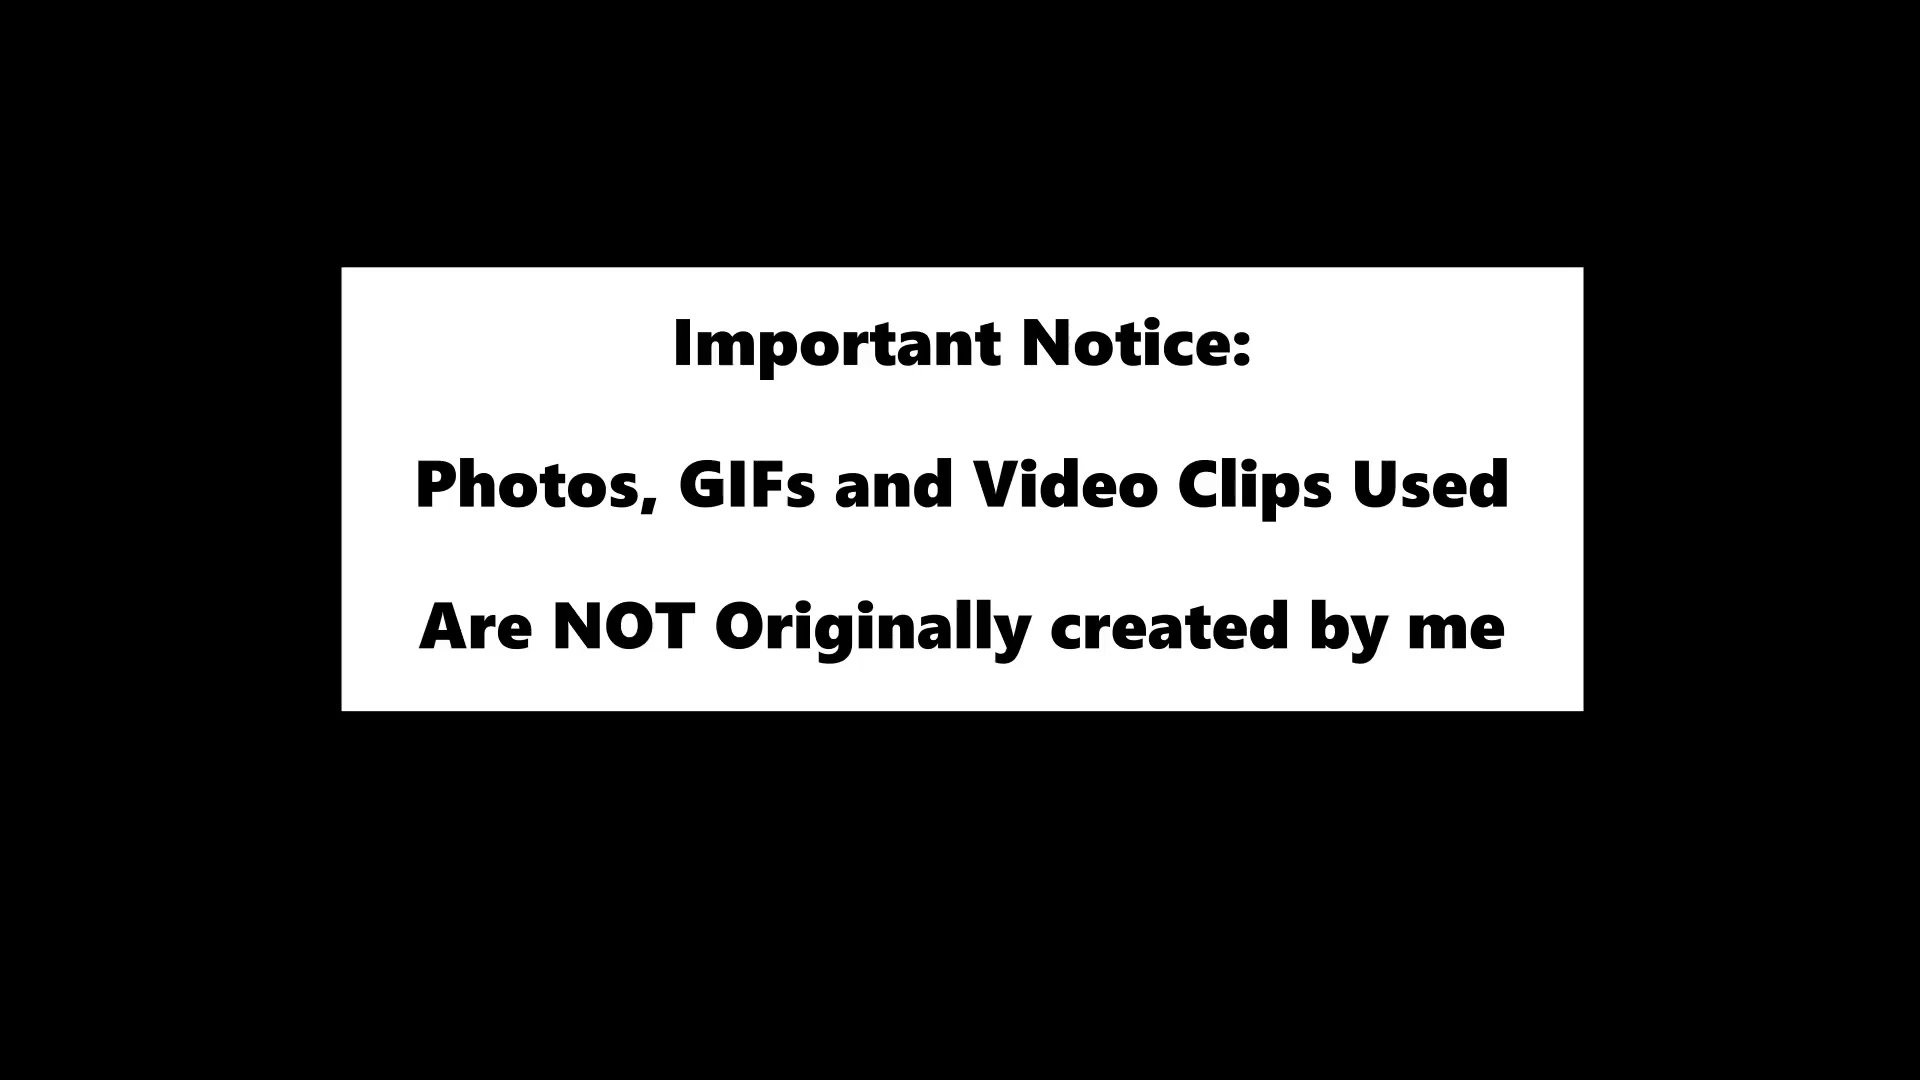 Important Notice:
Photos, GIFs and Video Clips Used
Are NOT Originally created by me